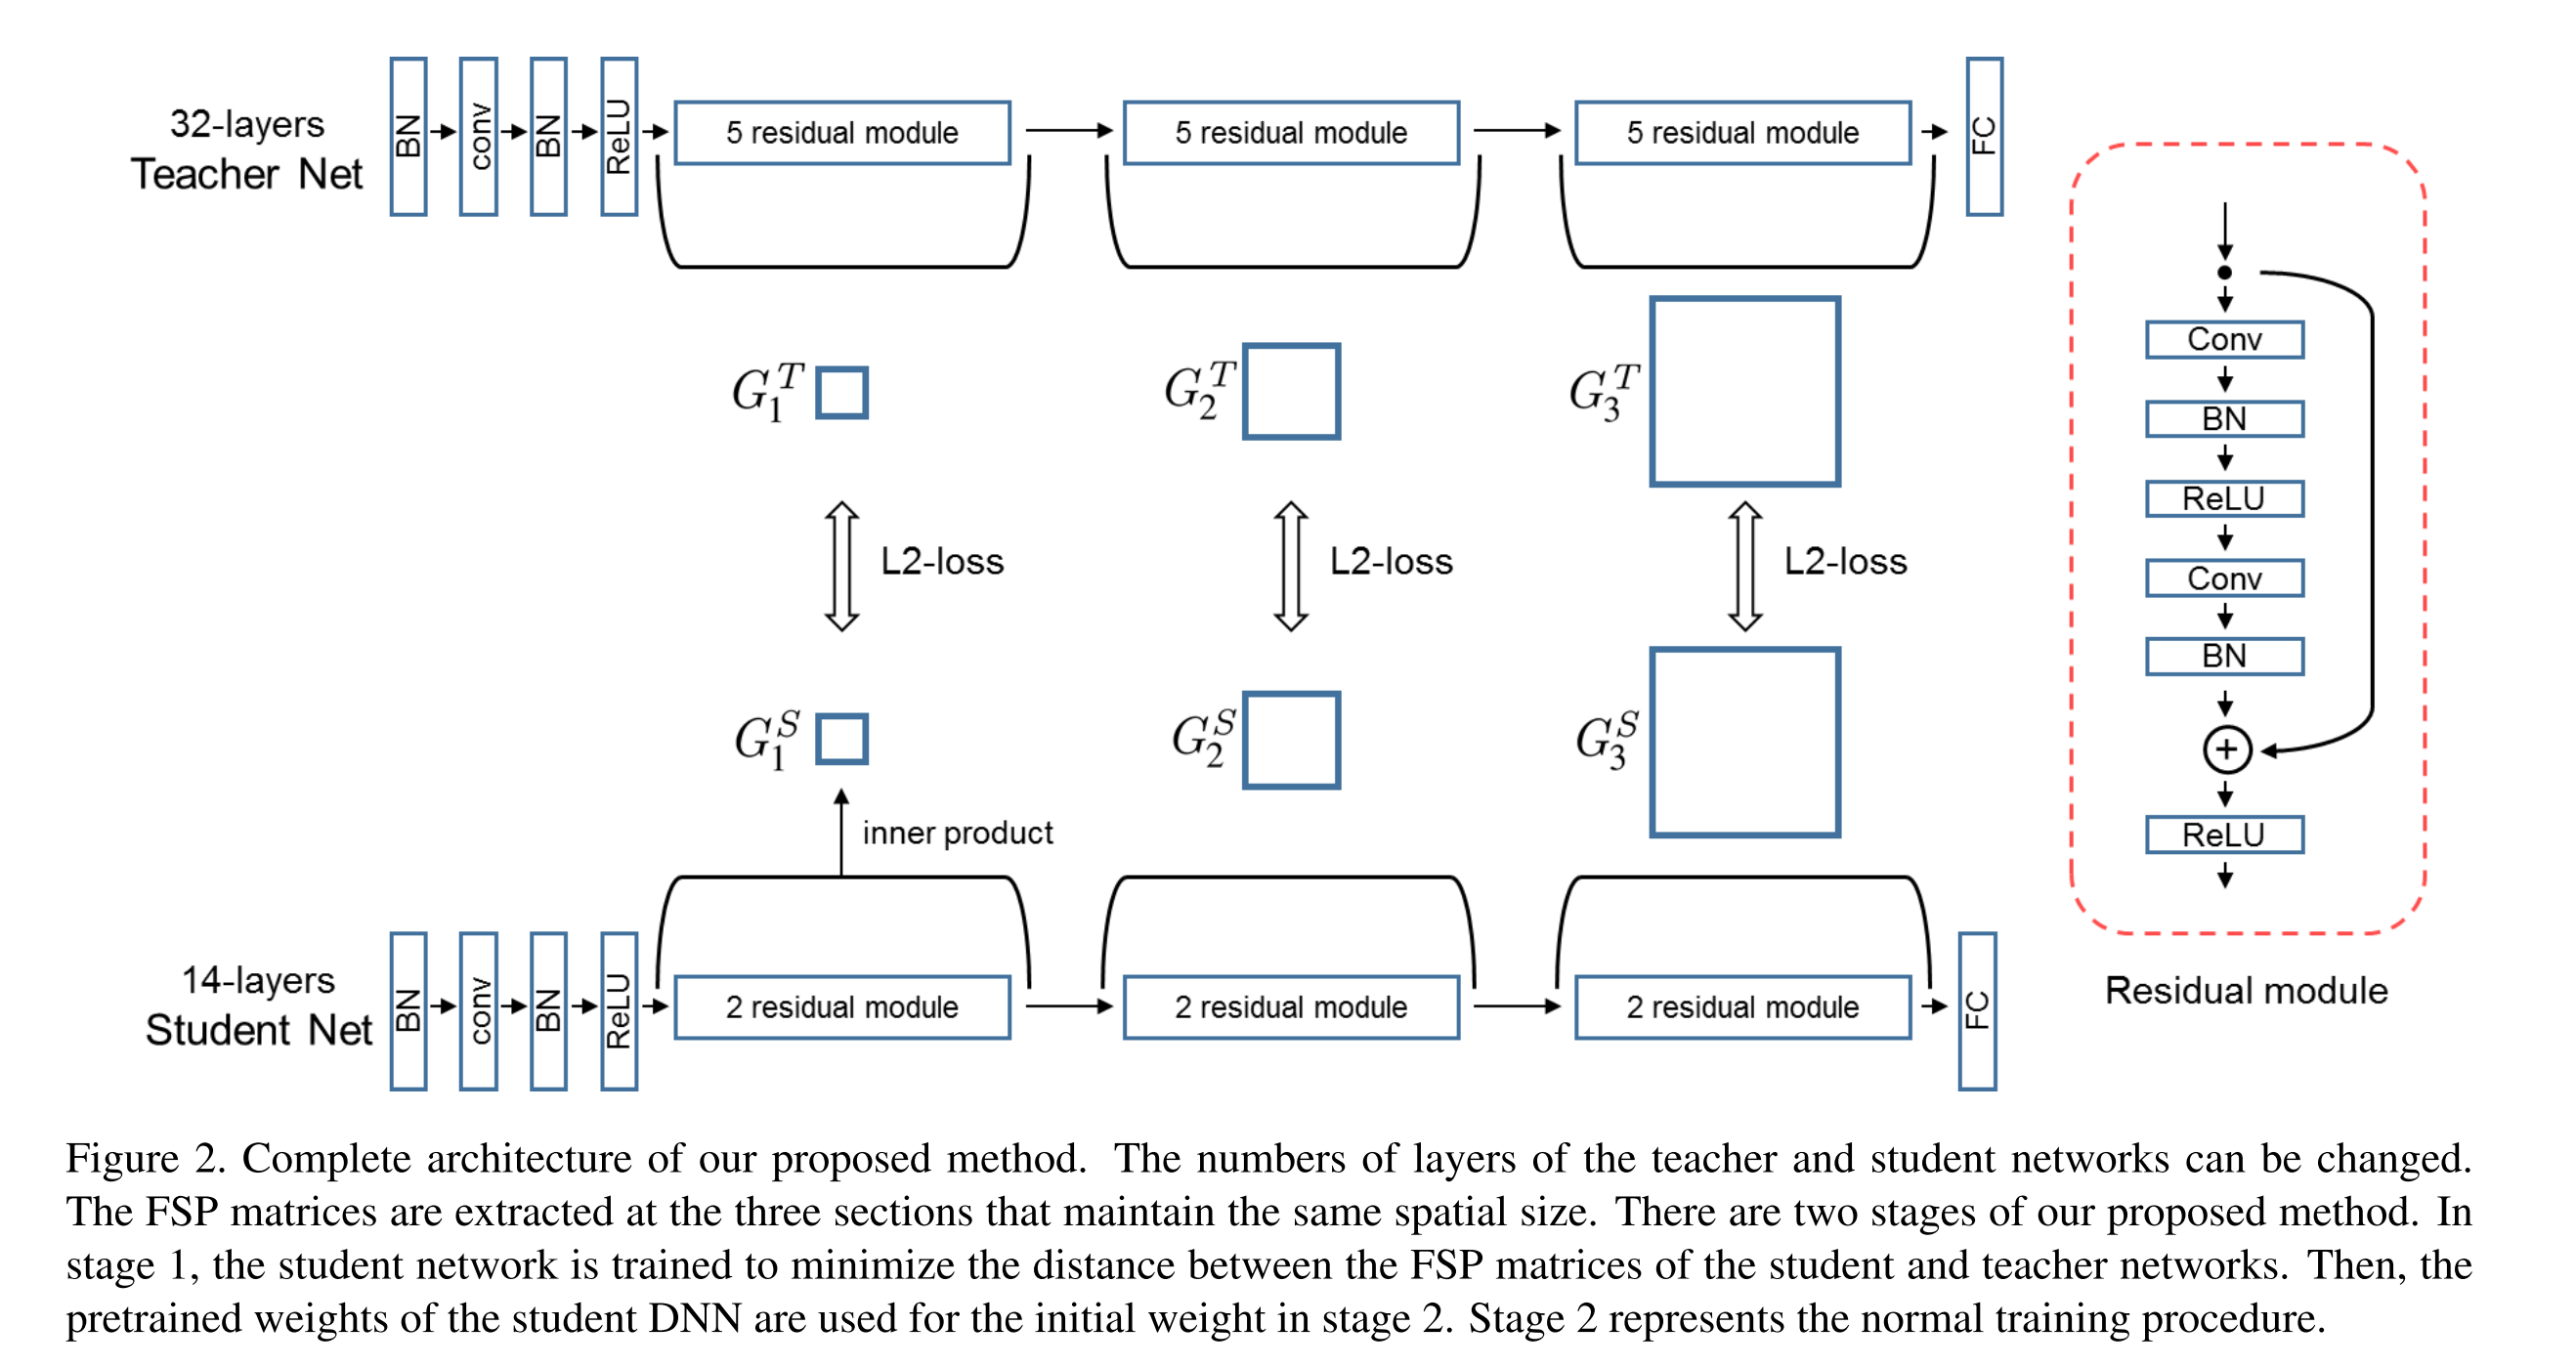 32-layers
Teacher Net
BN
conv
BN
ReLU
5 residual module
5 residual module
5 residual module
FC
G_1^T
G_2^T
G_3^T
L2-loss
L2-loss
L2-loss
G_1^S
G_2^S
G_3^S
inner product
14-layers
Student Net
BN
conv
BN
ReLU
2 residual module
2 residual module
2 residual module
FC
Conv
BN
ReLU
Conv
BN
+
ReLU
Residual module
Figure 2. Complete architecture of our proposed method. The numbers of layers of the teacher and student networks can be changed.
The FSP matrices are extracted at the three sections that maintain the same spatial size. There are two stages of our proposed method. In
stage 1, the student network is trained to minimize the distance between the FSP matrices of the student and teacher networks. Then, the
pretrained weights of the student DNN are used for the initial weight in stage 2. Stage 2 represents the normal training procedure.